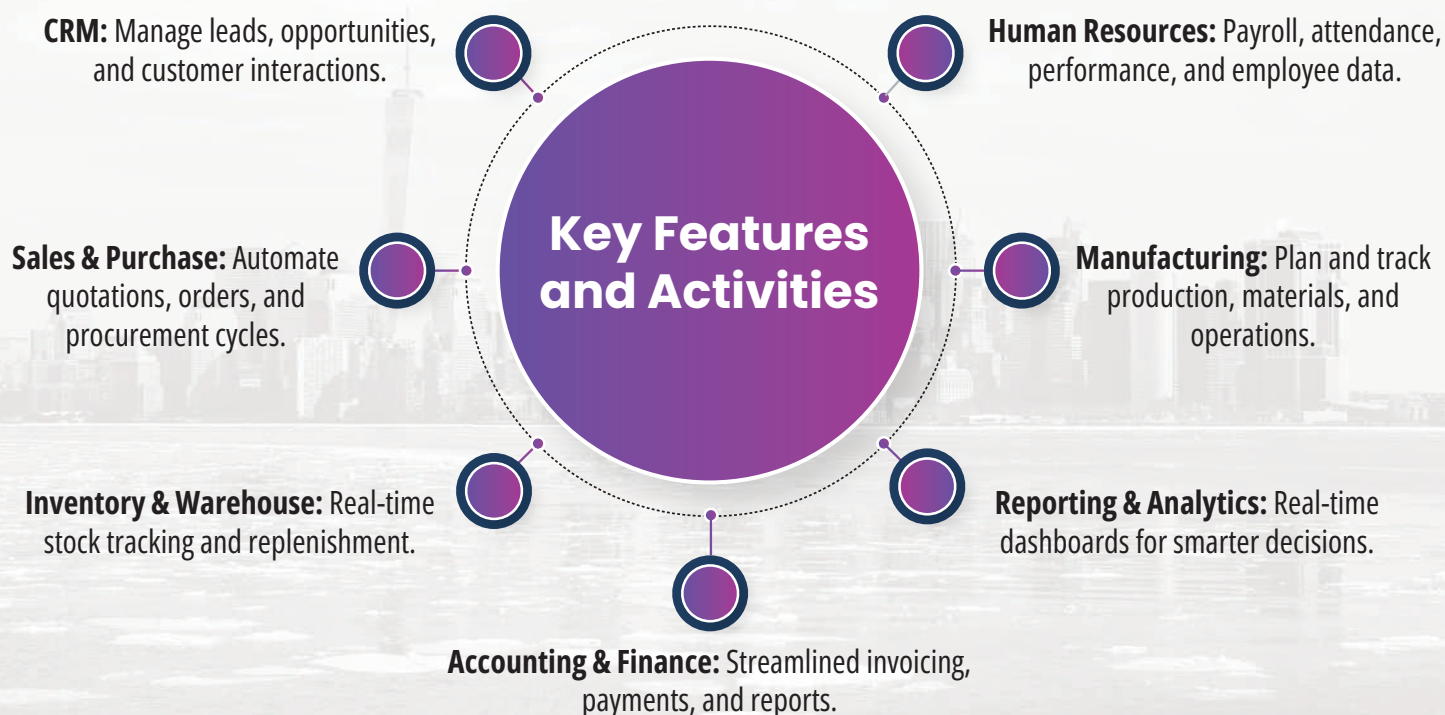 CRM: Manage leads, opportunities,
and customer interactions.
Human Resources: Payroll, attendance,
performance, and employee data.
Key Features
and Activities
Sales & Purchase: Automate
quotations, orders, and
procurement cycles.
Manufacturing: Plan and track
production, materials, and
operations.
Inventory & Warehouse: Real-time
stock tracking and replenishment.
Reporting & Analytics: Real-time
dashboards for smarter decisions.
Accounting & Finance: Streamlined invoicing,
payments, and reports.